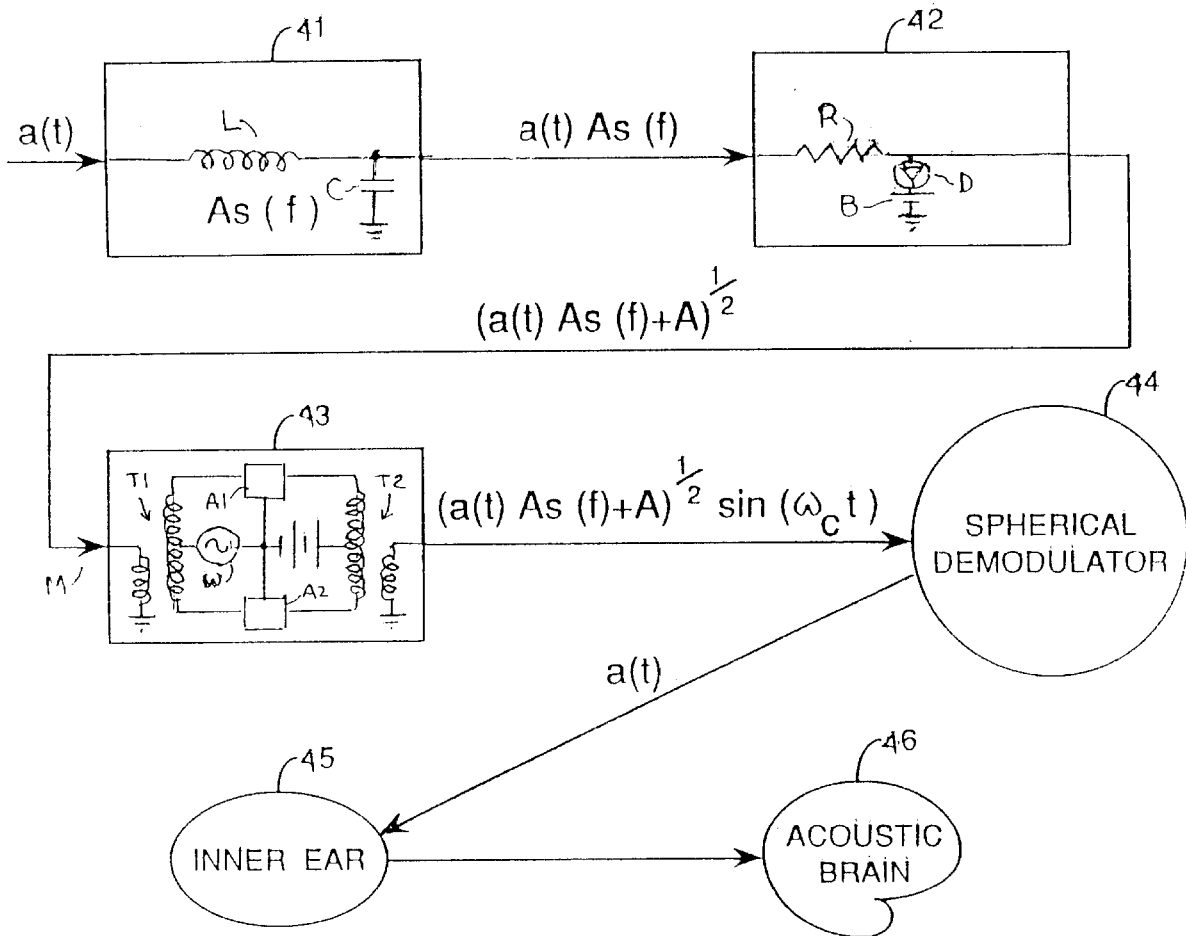 41
42
a(t)
L
As ( f )
C
a(t) As (f)
R
D
B
(a(t) As (f)+A)^1/2
43
44
T1
A1
T2
M
W
A2
(a(t) As (f)+A)^1/2 sin (ω_c t)
SPHERICAL
DEMODULATOR
a(t)
45
46
INNER EAR
ACOUSTIC
BRAIN